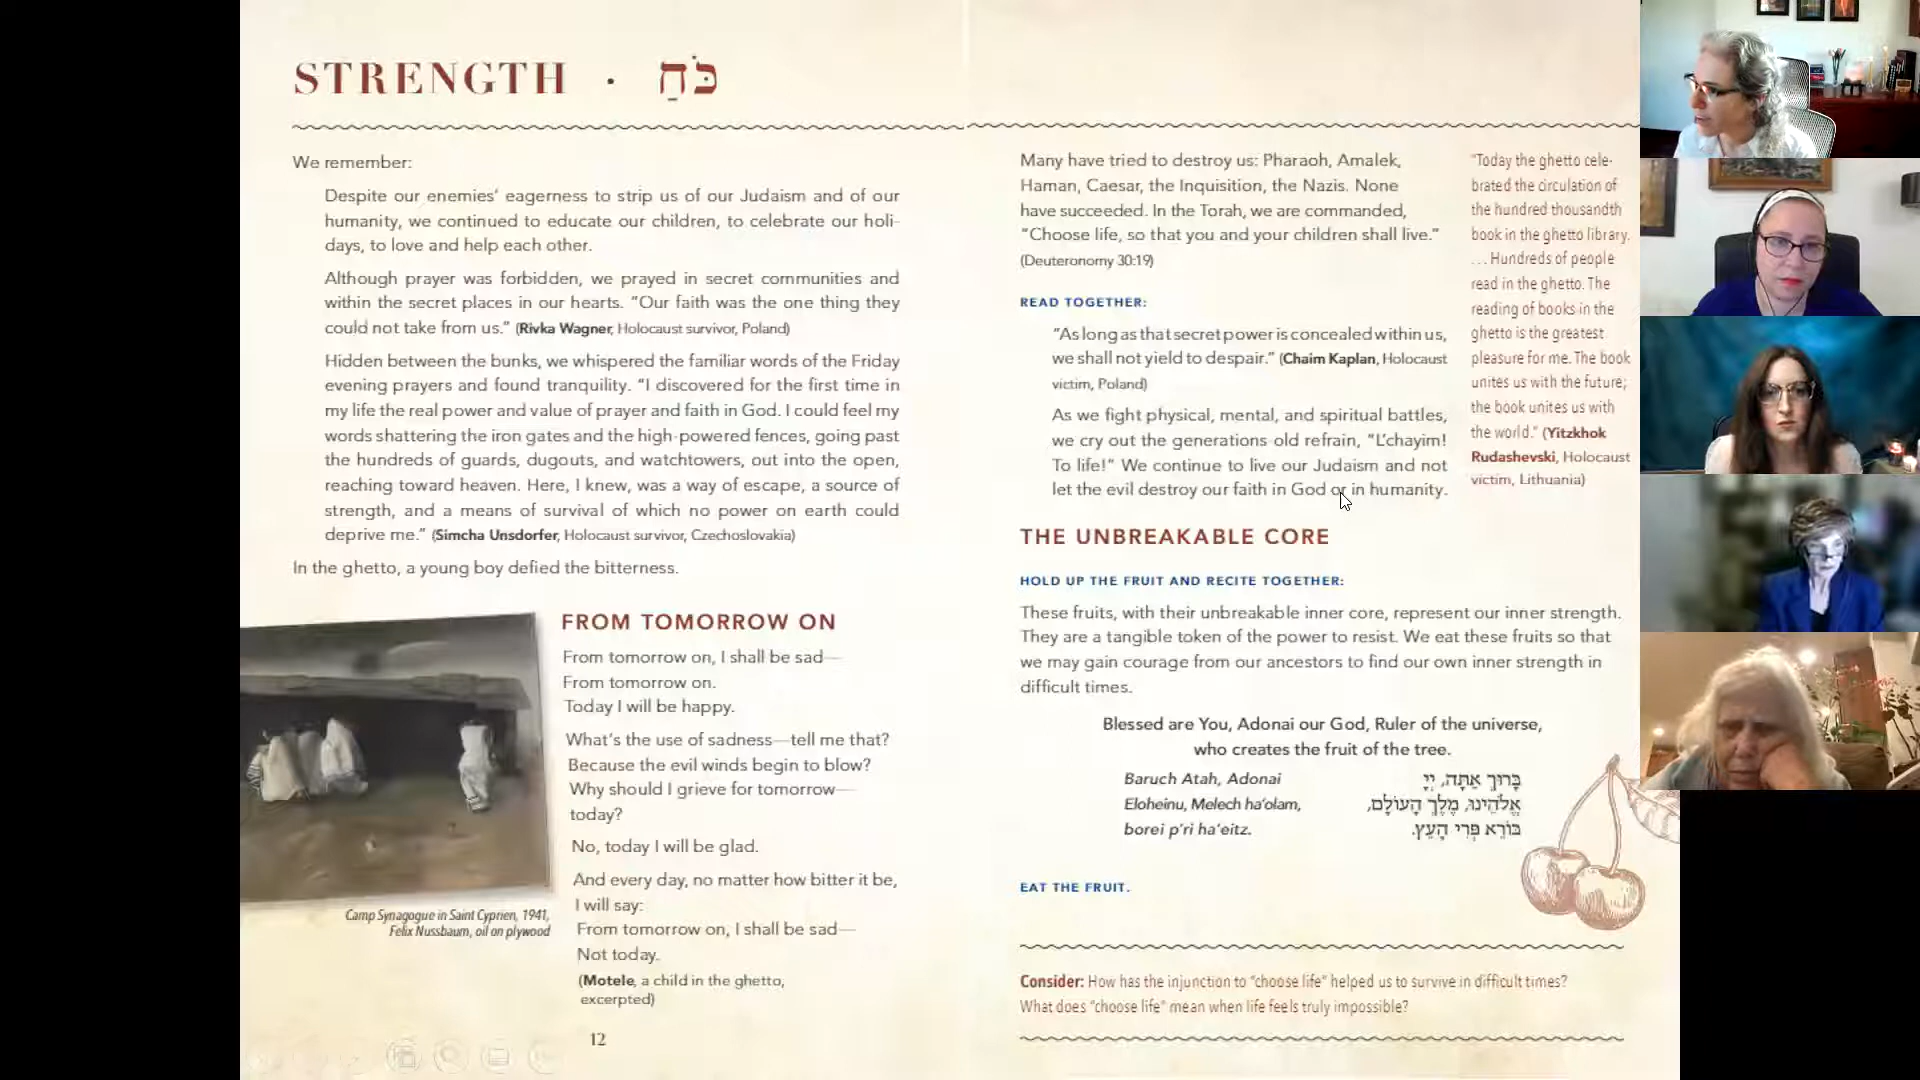 STRENGTH · כֹּחַ
We remember:
Despite our enemies’ eagerness to strip us of our Judaism and of our
humanity, we continued to educate our children, to celebrate our holi-
days, to love and help each other.
Although prayer was forbidden, we prayed in secret communities and
within the secret places in our hearts. “Our faith was the one thing they
could not take from us.” (Rivka Wagner, Holocaust survivor, Poland)
Hidden between the bunks, we whispered the familiar words of the Friday
evening prayers and found tranquility. “I discovered for the first time in
my life the real power and value of prayer and faith in God. I could feel my
words shattering the iron gates and the high-powered fences, going past
the hundreds of guards, dugouts, and watchtowers, out into the open,
reaching toward heaven. Here, I knew, was a way of escape, a source of
strength, and a means of survival of which no power on earth could
deprive me.” (Simcha Unsdorfer, Holocaust survivor, Czechoslovakia)
In the ghetto, a young boy defied the bitterness.
Camp Synagogue in Saint Cyprien, 1941,
Felix Nussbaum, oil on plywood
FROM TOMORROW ON
From tomorrow on, I shall be sad—
From tomorrow on.
Today I will be happy.
What’s the use of sadness—tell me that?
Because the evil winds begin to blow?
Why should I grieve for tomorrow—
today?
No, today I will be glad.
And every day, no matter how bitter it be,
I will say:
From tomorrow on, I shall be sad—
Not today.
(Motele, a child in the ghetto,
excerpted)
12
Many have tried to destroy us: Pharaoh, Amalek,
Haman, Caesar, the Inquisition, the Nazis. None
have succeeded. In the Torah, we are commanded,
“Choose life, so that you and your children shall live.”
(Deuteronomy 30:19)
READ TOGETHER:
“As long as that secret power is concealed within us,
we shall not yield to despair.” (Chaim Kaplan, Holocaust
victim, Poland)
As we fight physical, mental, and spiritual battles,
we cry out the generations-old refrain, “L’chayim!
To life!” We continue to live our Judaism and not
let the evil destroy our faith in God or in humanity.
“Today the ghetto cele-
brated the circulation of
the hundred thousandth
book in the ghetto library.
. . . Hundreds of people
read in the ghetto. The
reading of books in the
ghetto is the greatest
pleasure for me. The book
unites us with the future;
the book unites us with
the world.” (Yitzkhok
Rudashevski, Holocaust
victim, Lithuania)
THE UNBREAKABLE CORE
HOLD UP THE FRUIT AND RECITE TOGETHER:
These fruits, with their unbreakable inner core, represent our inner strength.
They are a tangible token of the power to resist. We eat these fruits so that
we may gain courage from our ancestors to find our own inner strength in
difficult times.
Blessed are You, Adonai our God, Ruler of the universe,
who creates the fruit of the tree.
Baruch Atah, Adonai
Eloheinu, Melech ha’olam,
borei p’ri ha’eitz.
בָּרוּךְ אַתָּה, יְיָ
אֱלֹהֵינוּ, מֶלֶךְ הָעוֹלָם,
בּוֹרֵא פְּרִי הָעֵץ.
EAT THE FRUIT.
Consider: How has the injunction to “choose life” helped us to survive in difficult times?
What does “choose life” mean when life feels truly impossible?